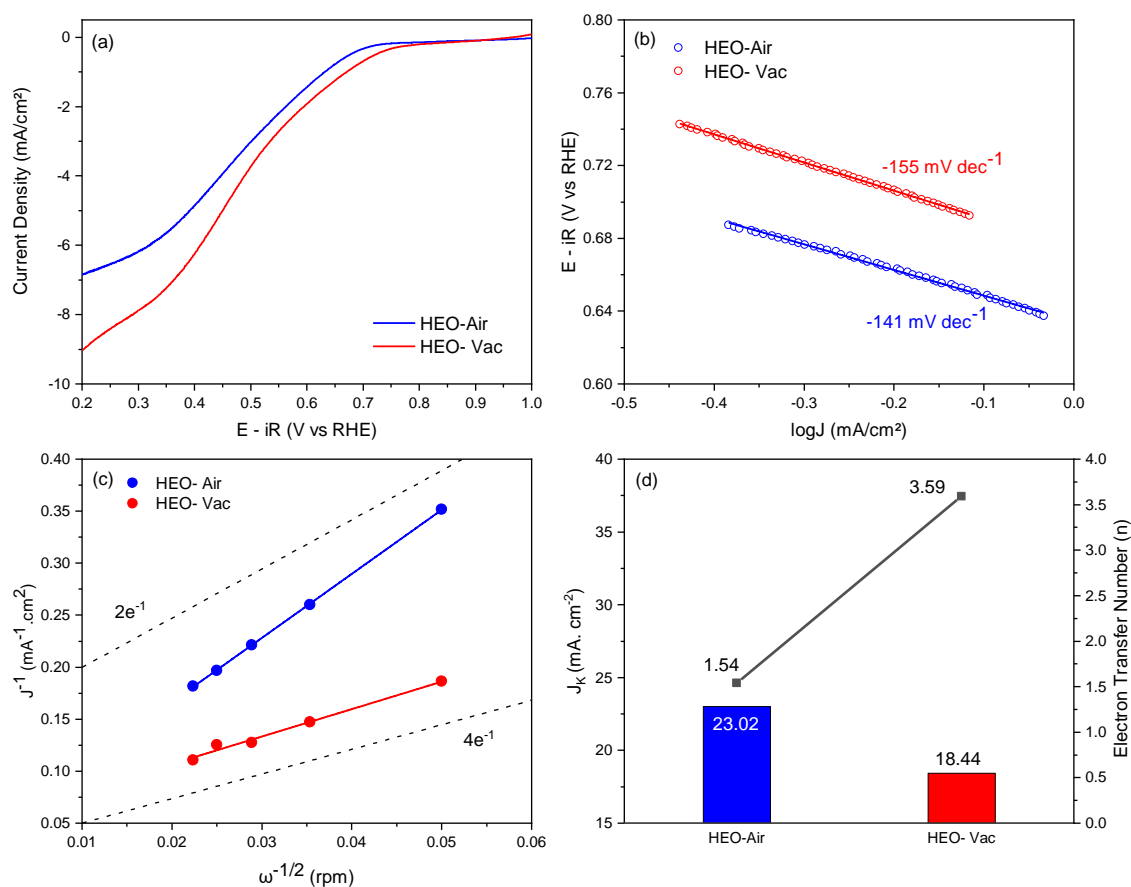 (a)
Current Density (mA/cm²)
0
-2
-4
-6
-8
-10
HEO-Air
HEO- Vac
0.2 0.3 0.4 0.5 0.6 0.7 0.8 0.9 1.0
E - iR (V vs RHE)
(b)
HEO-Air
HEO- Vac
E - iR (V vs RHE)
0.80
0.76
0.72
0.68
0.64
0.60
-155 mV dec⁻¹
-141 mV dec⁻¹
-0.5 -0.4 -0.3 -0.2 -0.1 0.0
logJ (mA/cm²)
(c)
HEO- Air
HEO- Vac
J⁻¹ (mA⁻¹.cm²)
0.40
0.35
0.30
0.25
0.20
0.15
0.10
0.05
2e⁻¹
4e⁻¹
0.01 0.02 0.03 0.04 0.05 0.06
ω⁻¹/² (rpm)
(d)
J_K (mA. cm⁻²)
40
35
30
25
20
15
3.59
1.54
23.02
18.44
HEO-Air HEO- Vac
4.0
3.5
3.0
2.5
2.0
1.5
1.0
0.5
0.0
Electron Transfer Number (n)